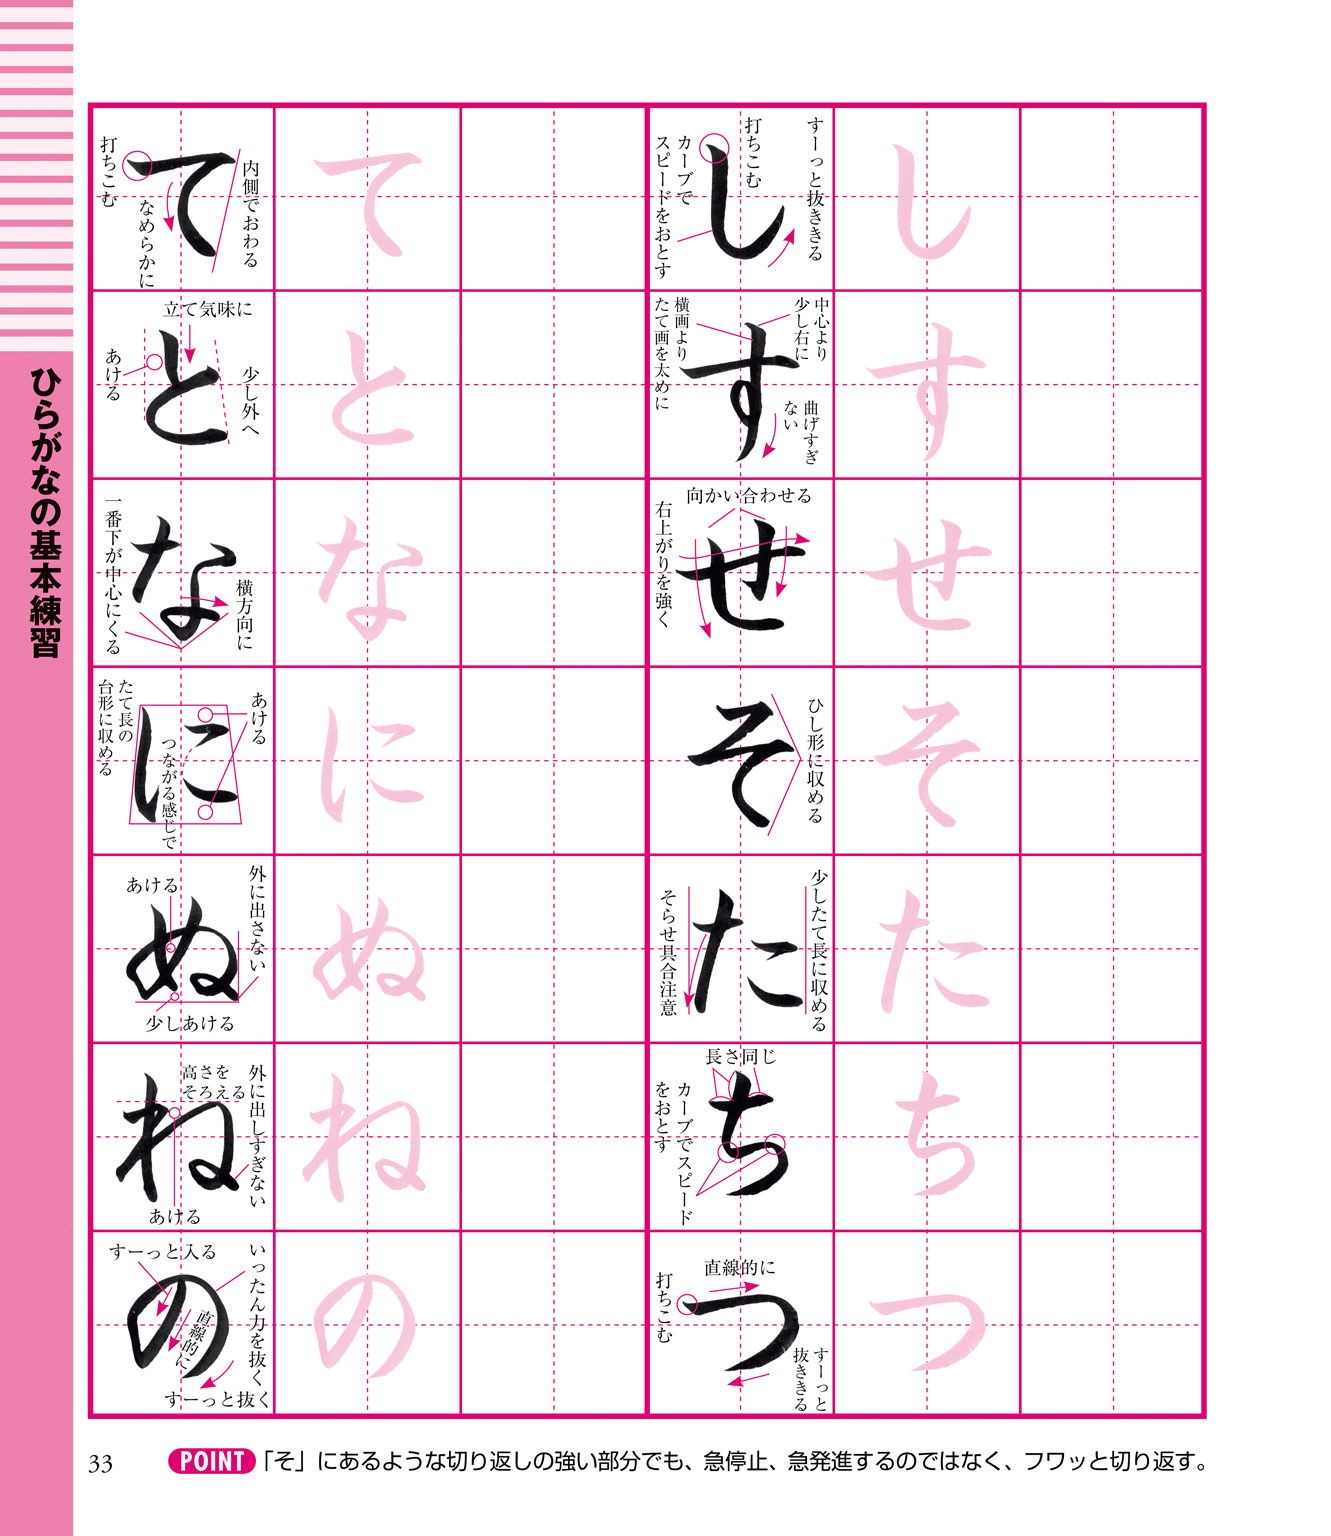 ひらがなの基本練習
し
し
すーっと抜ききる
打ちこむ
カーブで
スピードをおとす
す
す
中心より
少し右に
横画より
たて画を太めに
曲げすぎ
ない
せ
せ
向かい合わせる
右上がりを強く
そ
そ
ひし形に収める
た
た
少したて長に収める
そらせ具合注意
ち
ち
長さ同じ
カーブでスピード
をおとす
つ
つ
直線的に
打ちこむ
すーっと
抜ききる
て
て
内側でおわる
打ちこむ
なめらかに
と
と
立て気味に
少し外へ
あける
な
な
横方向に
一番下が中心にくる
に
に
あける
つながる感じで
たて長の
台形に収める
ぬ
ぬ
外に出さない
あける
少しあける
ね
ね
外に出しすぎない
高さを
そろえる
あける
の
の
いったん力を抜く
すーっと入る
直線的に
すーっと抜く
33
POINT 「そ」にあるような切り返しの強い部分でも、急停止、急発進するのではなく、フワッと切り返す。